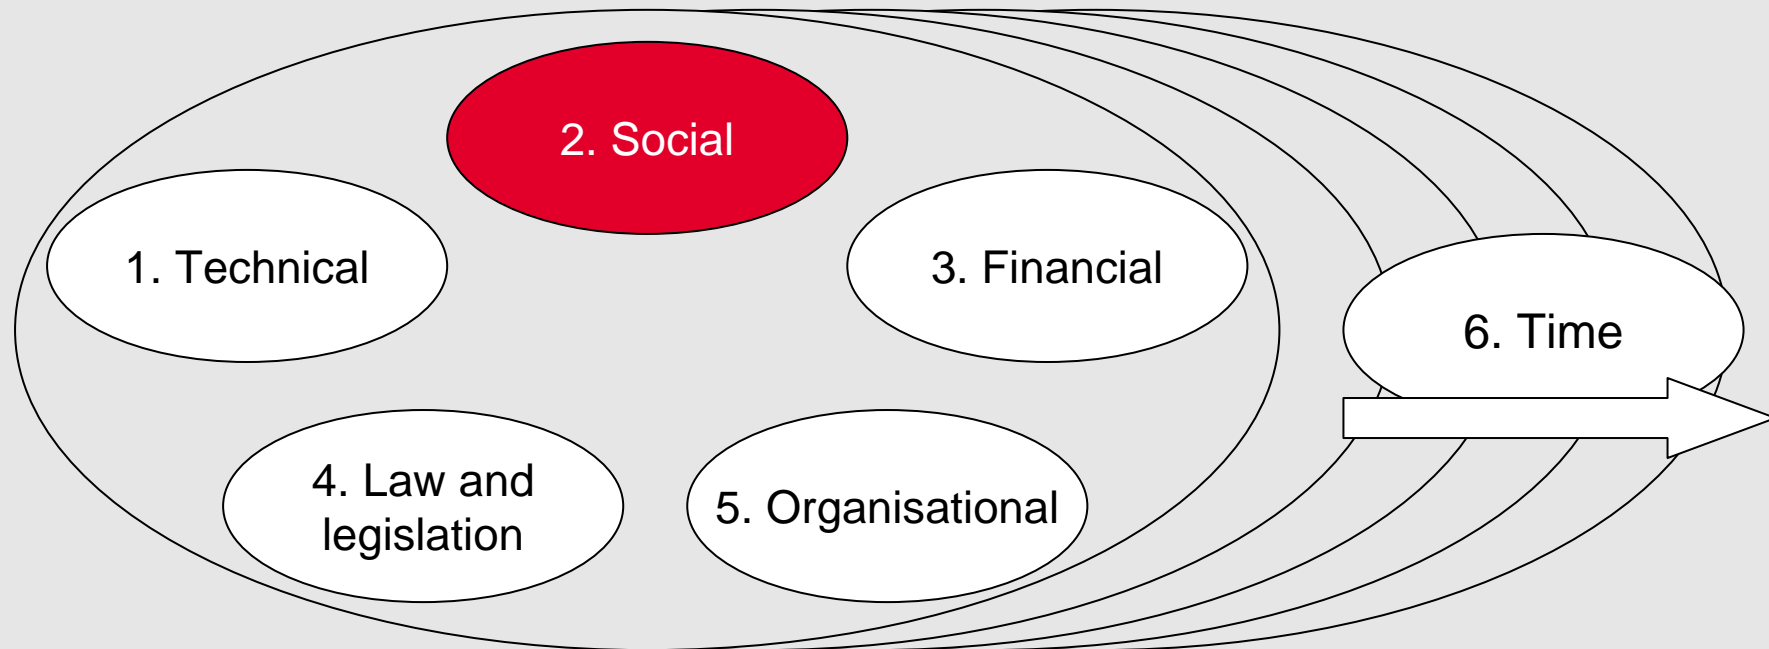 2. Social
1. Technical
3. Financial
6. Time
4. Law and
legislation
5. Organisational